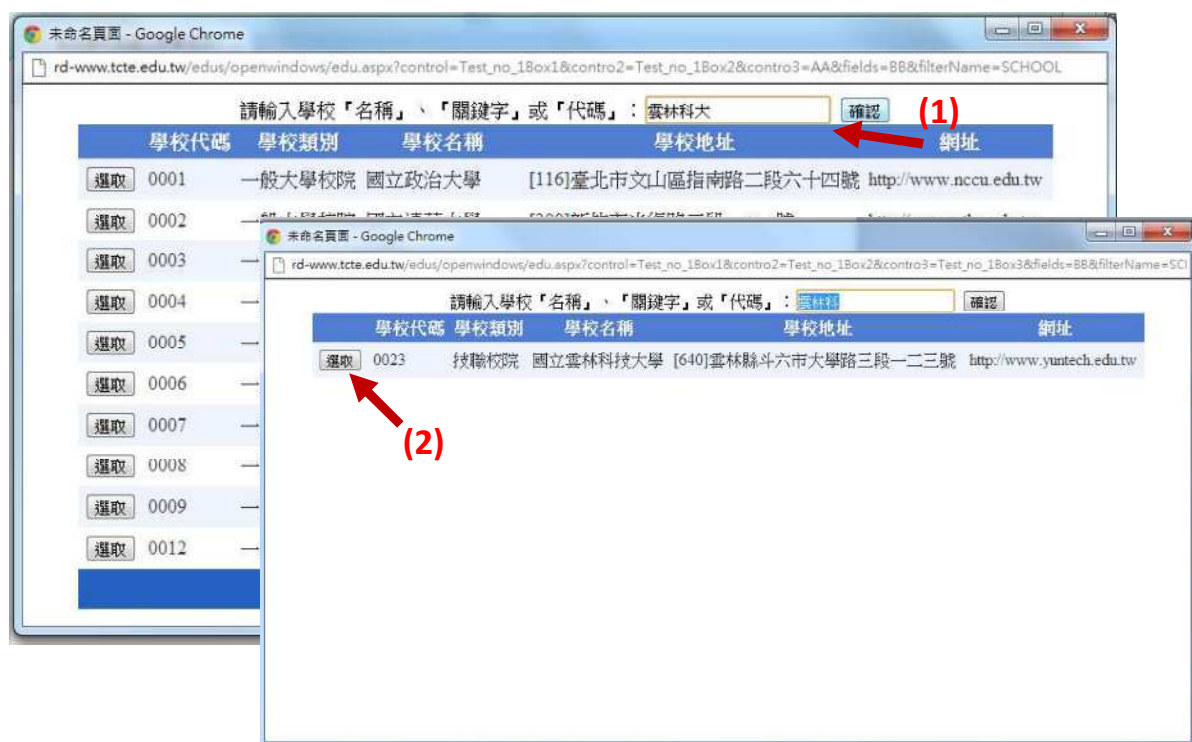 未命名頁面 - Google Chrome
rd-www.tcte.edu.tw/edus/openwindows/edu.aspx?control=Test_no_1Box1&contro2=Test_no_1Box2&contro3=AA&fields=BB&filterName=SCHOOL
請輸入學校『名稱』、『關鍵字』或『代碼』：雲林科大 確認 (1)
學校代碼 學校類別 學校名稱 學校地址 網址
選取 0001 一般大學校院 國立政治大學 [116]臺北市文山區指南路二段六十四號 http://www.nccu.edu.tw
選取 0002
選取 0003
選取 0004
選取 0005
選取 0006
選取 0007
選取 0008
選取 0009
選取 0012
未命名頁面 - Google Chrome
rd-www.tcte.edu.tw/edus/openwindows/edu.aspx?control=Test_no_1Box1&contro2=Test_no_1Box2&contro3=Test_no_1Box3&fields=BB&filterName=SCI
請輸入學校『名稱』、『關鍵字』或『代碼』：雲林科 確認
學校代碼 學校類別 學校名稱 學校地址 網址
選取 0023 技職校院 國立雲林科技大學 [640]雲林縣斗六市大學路三段一二三號 http://www.yuntech.edu.tw
(2)